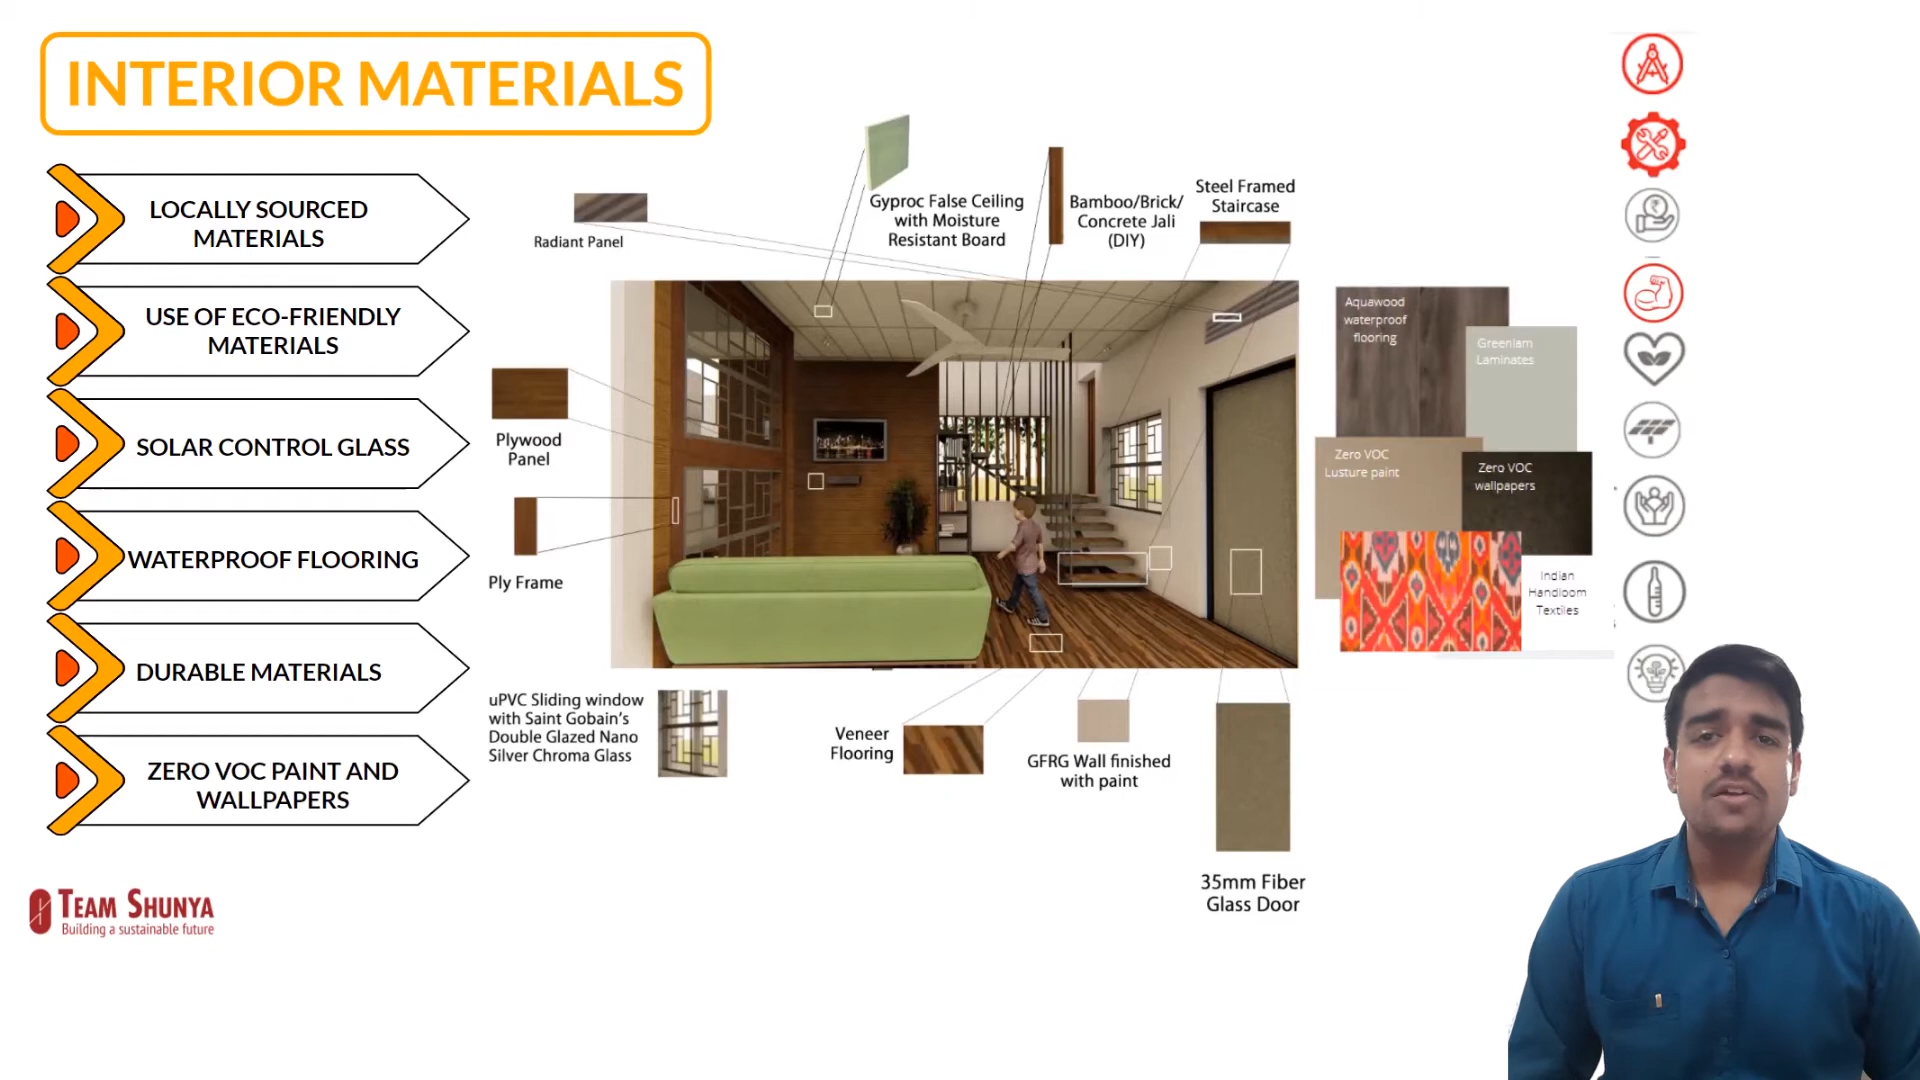 INTERIOR MATERIALS
LOCALLY SOURCED
MATERIALS
USE OF ECO-FRIENDLY
MATERIALS
SOLAR CONTROL GLASS
WATERPROOF FLOORING
DURABLE MATERIALS
ZERO VOC PAINT AND
WALLPAPERS
TEAM SHUNYA
Building a sustainable future
Radiant Panel
Gyproc False Ceiling
with Moisture
Resistant Board
Bamboo/Brick/
Concrete Jali
(DIY)
Steel Framed
Staircase
Plywood
Panel
Ply Frame
uPVC Sliding window
with Saint Gobain's
Double Glazed Nano
Silver Chroma Glass
Veneer
Flooring
GFRG Wall finished
with paint
35mm Fiber
Glass Door
Aquawood
waterproof
flooring
Greenlam
Laminates
Zero VOC
Lusture paint
Zero VOC
wallpapers
Indian
Handloom
Textiles